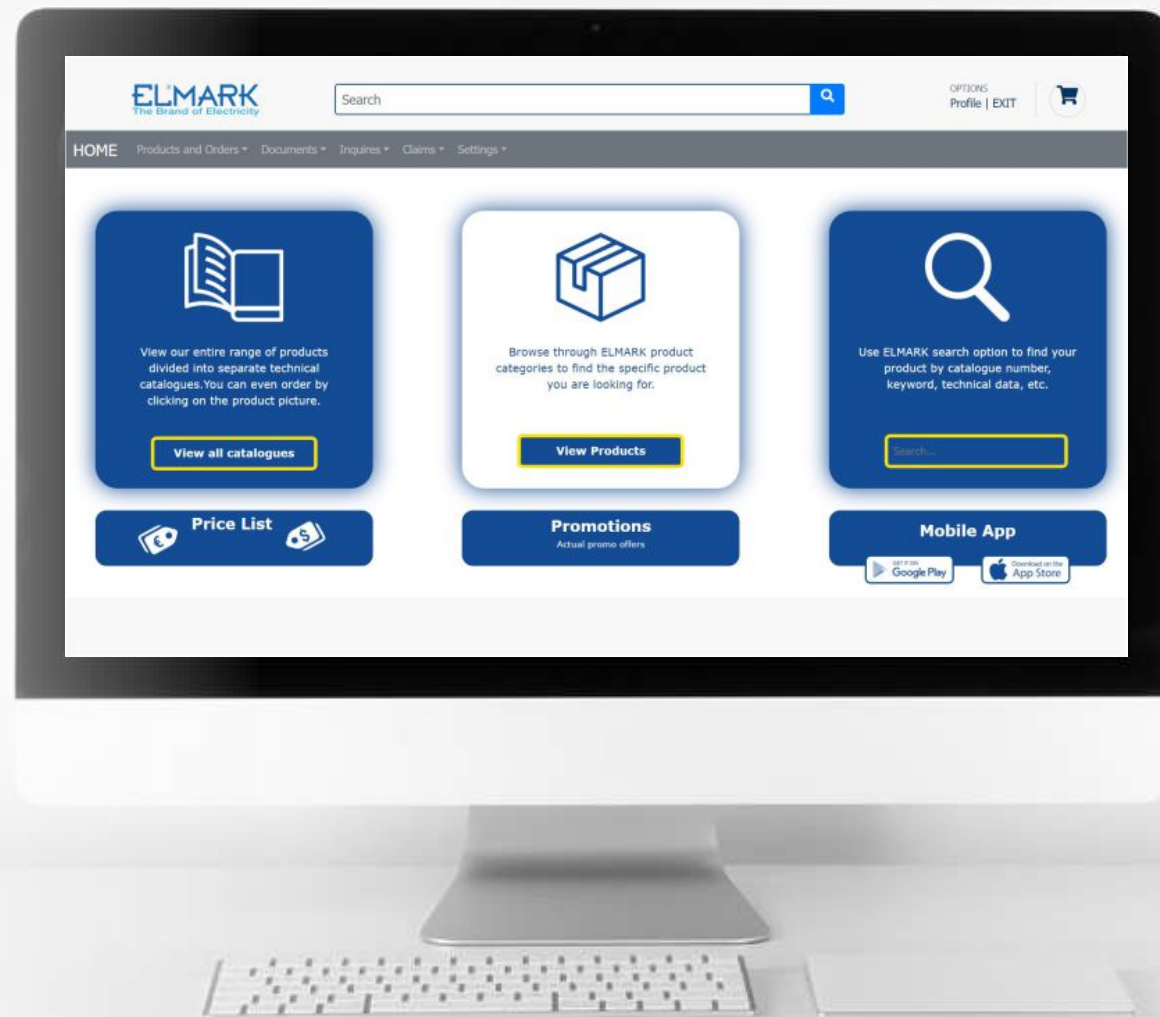 ELMARK
The Brand of Electricity
Search
OPTIONS
Profile | EXIT
HOME Products and Orders Documents Inquires Claims Settings
View our entire range of products
divided into separate technical
catalogues.You can even order by
clicking on the product picture.
View all catalogues
Browse through ELMARK product
categories to find the specific product
you are looking for.
View Products
Use ELMARK search option to find your
product by catalogue number,
keyword, technical data, etc.
Search...
Price List
€
$
Promotions
Actual promo offers
Mobile App
GET IT ON
Google Play
Download on the
App Store